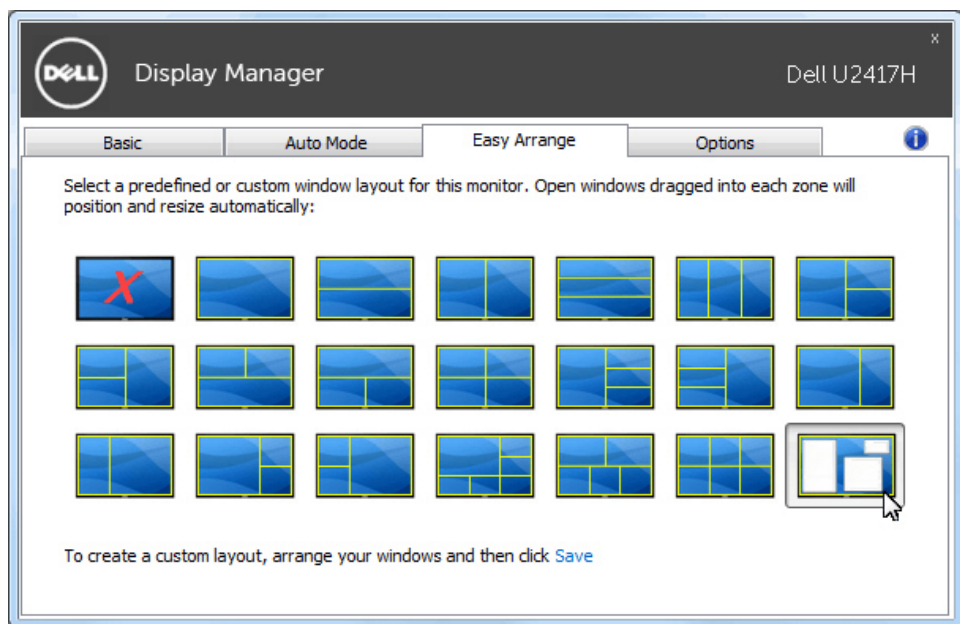 DELL
Display Manager
x
Dell U2417H
Basic
Auto Mode
Easy Arrange
Options
i
Select a predefined or custom window layout for this monitor. Open windows dragged into each zone will
position and resize automatically:
X
To create a custom layout, arrange your windows and then click Save